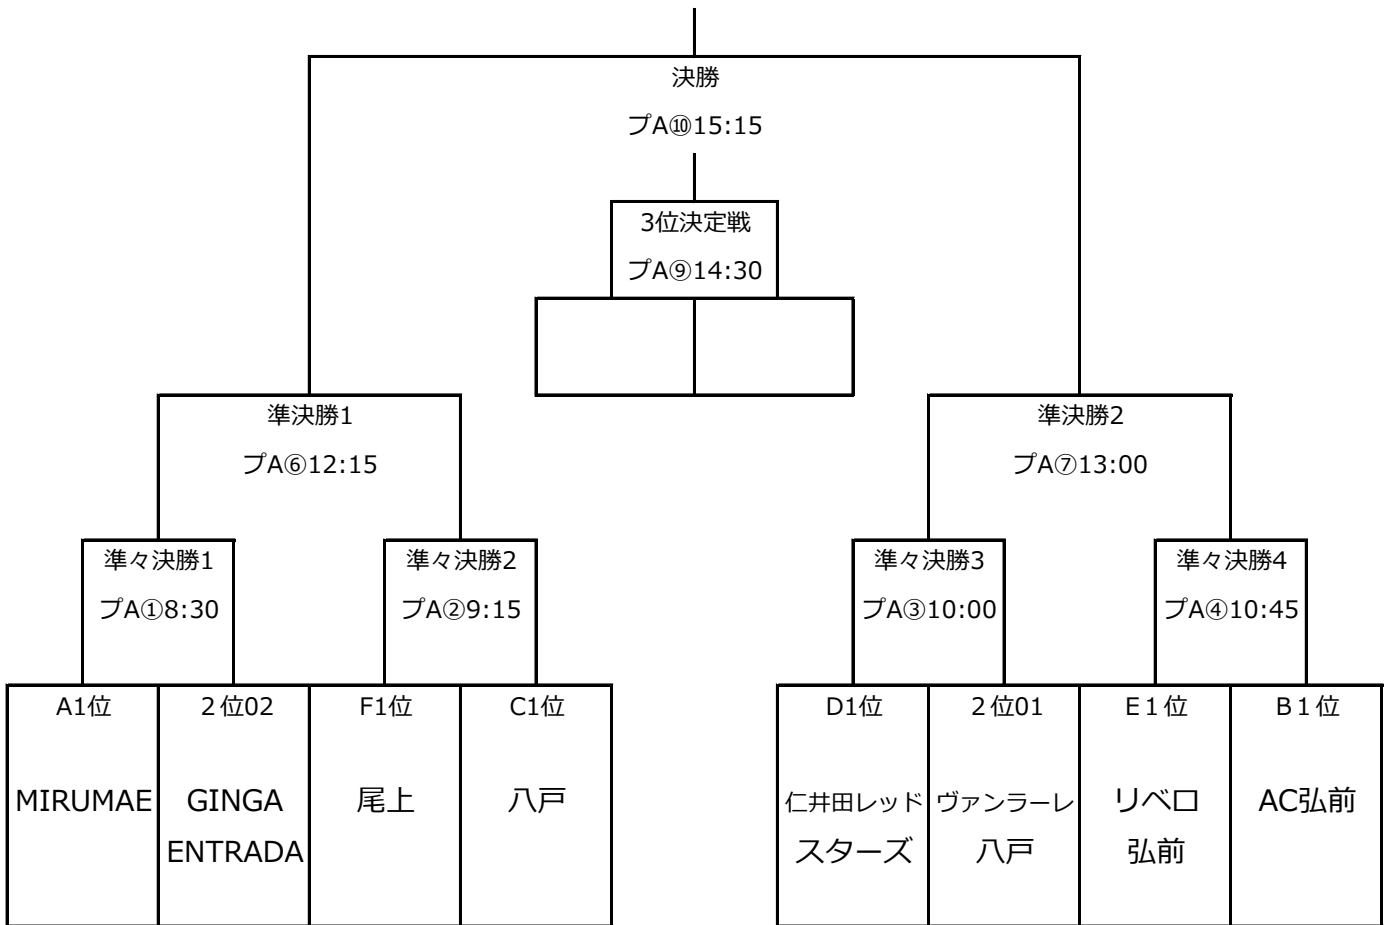 決勝
プA⑩15:15
3位決定戦
プA⑨14:30
準決勝1
プA⑥12:15
準決勝2
プA⑦13:00
準々決勝1
プA①8:30
準々決勝2
プA②9:15
準々決勝3
プA③10:00
準々決勝4
プA④10:45
A1位
２位02
F1位
C1位
D1位
２位01
E１位
B１位
MIRUMAE
GINGA
ENTRADA
尾上
八戸
仁井田レッド
スターズ
ヴァンラーレ
八戸
リベロ
弘前
AC弘前